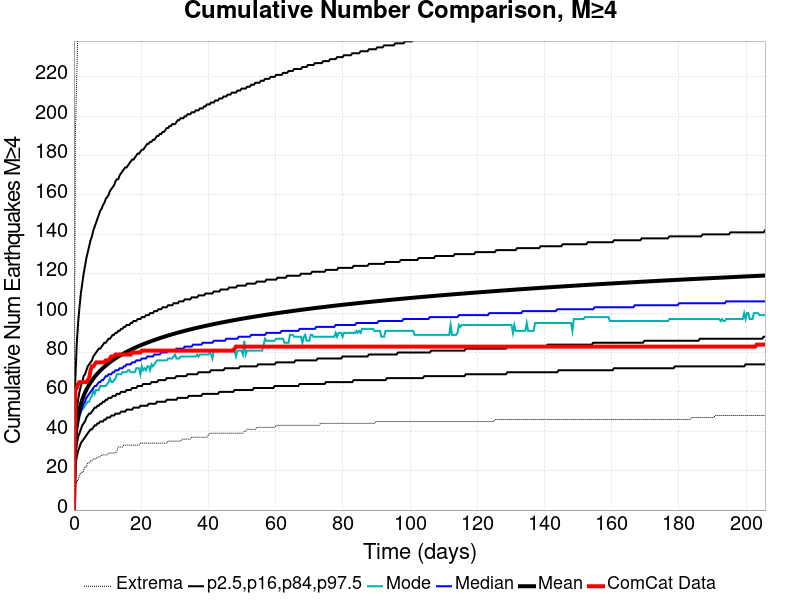 Cumulative Number Comparison, M≥4
Cumulative Num Earthquakes M≥4
220
200
180
160
140
120
100
80
60
40
20
0
0 20 40 60 80 100 120 140 160 180 200
Time (days)
Extrema p2.5,p16,p84,p97.5 Mode Median Mean ComCat Data